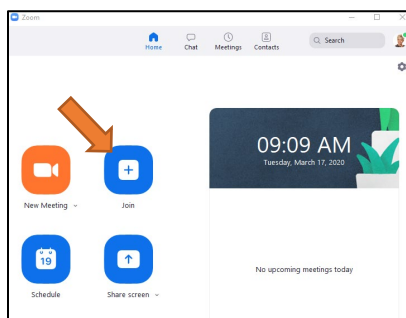 Zoom
Home
Chat
Meetings
Contacts
Search
09:09 AM
Tuesday, March 17, 2020
New Meeting
Join
19
Schedule
Share screen
No upcoming meetings today